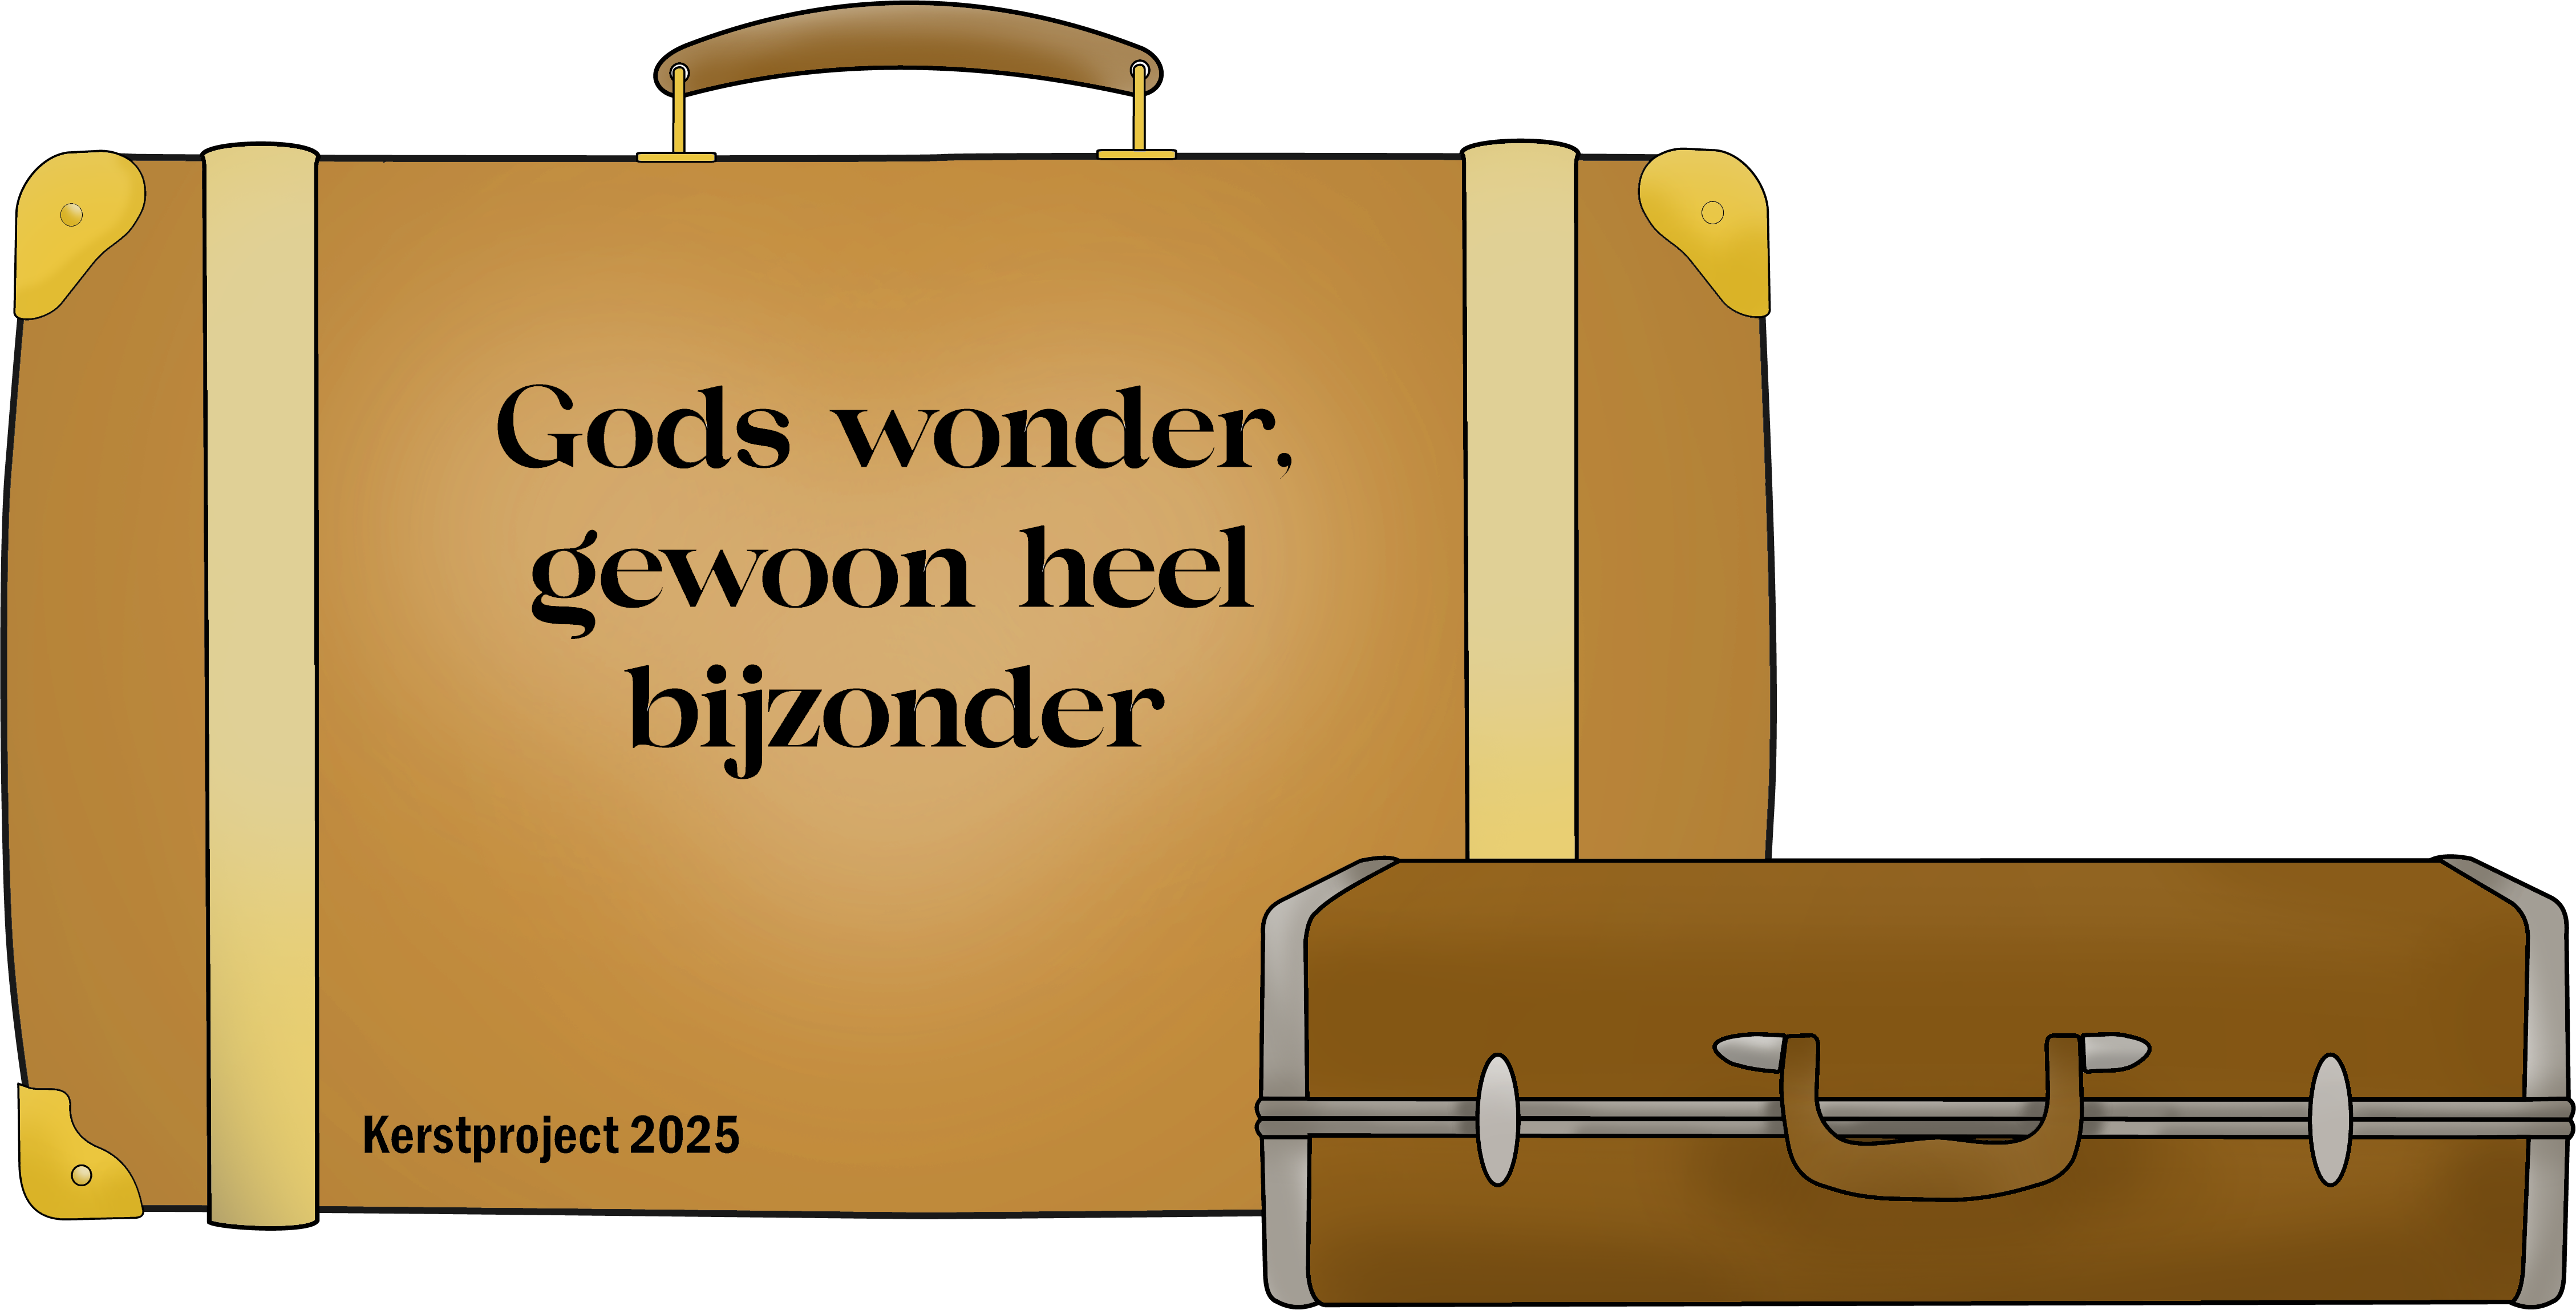 Gods wonder,
gewoon heel
bijzonder
Kerstproject 2025